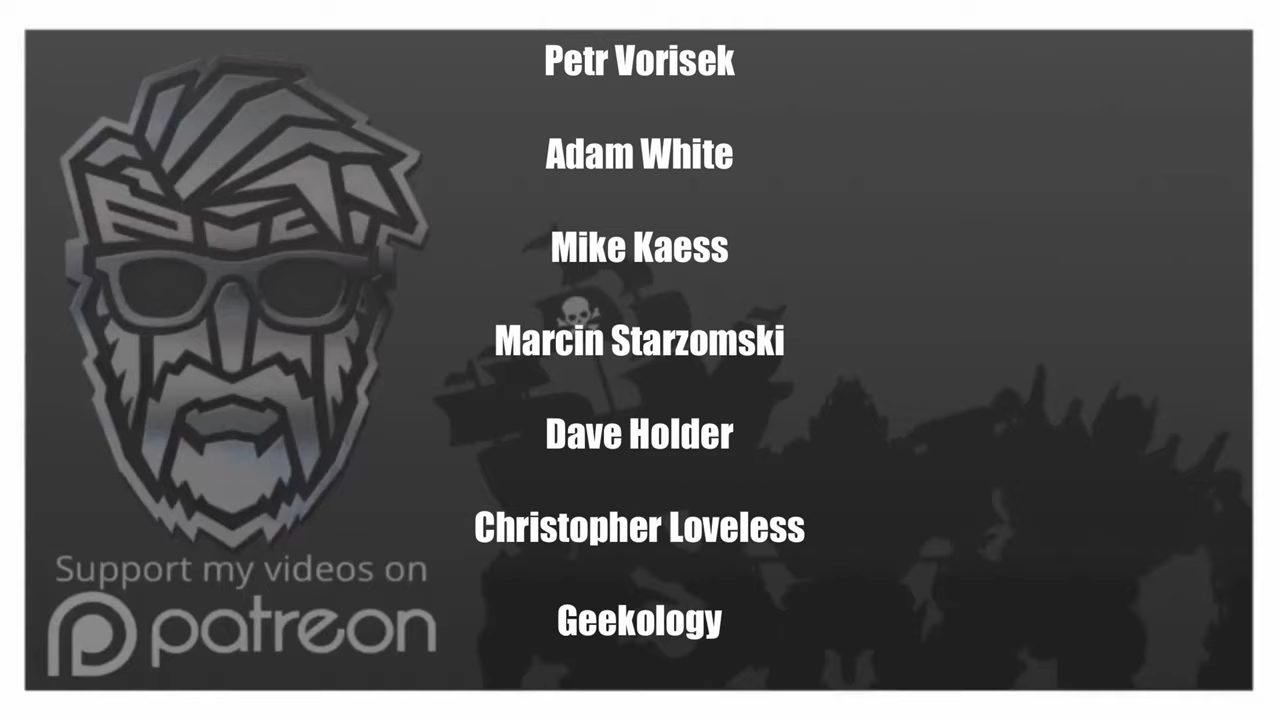 Petr Vorisek
Adam White
Mike Kaess
Marcin Starzomski
Dave Holder
Christopher Loveless
Geekology
Support my videos on
patreon